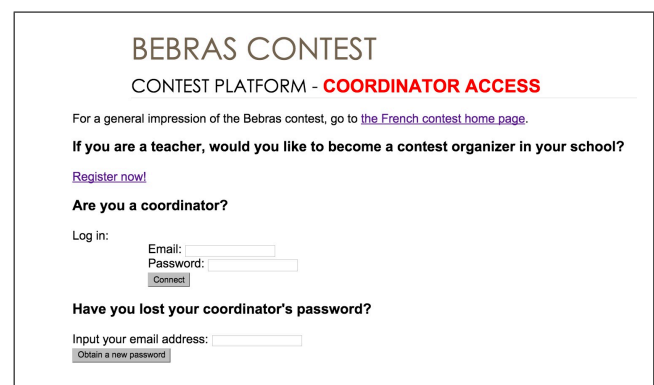 BEBRAS CONTEST
CONTEST PLATFORM - COORDINATOR ACCESS
For a general impression of the Bebras contest, go to the French contest home page.
If you are a teacher, would you like to become a contest organizer in your school?
Register now!
Are you a coordinator?
Log in:
Email:
Password:
Connect
Have you lost your coordinator's password?
Input your email address:
Obtain a new password